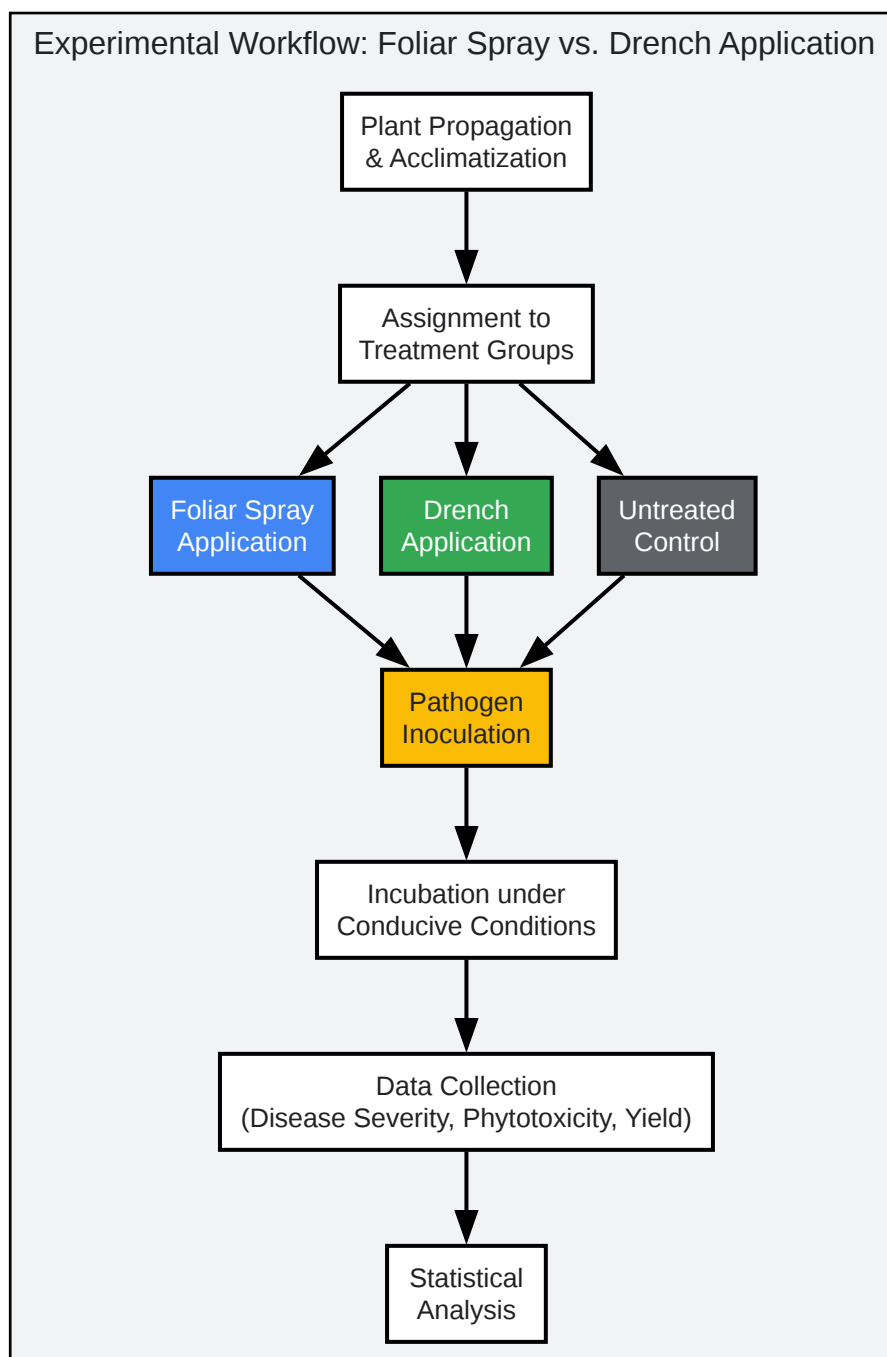 Experimental Workflow: Foliar Spray vs. Drench Application
Plant Propagation
& Acclimatization
Assignment to
Treatment Groups
Foliar Spray
Application
Drench
Application
Untreated
Control
Pathogen
Inoculation
Incubation under
Conducive Conditions
Data Collection
(Disease Severity, Phytotoxicity, Yield)
Statistical
Analysis